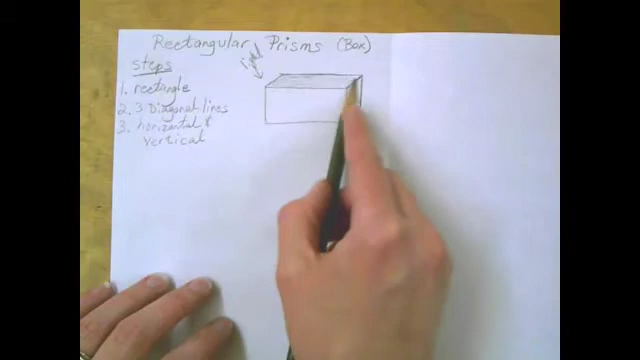 Rectangular Prisms (Box)
steps
1. rectangle
2. 3 Diagonal lines
3. horizontal &
vertical